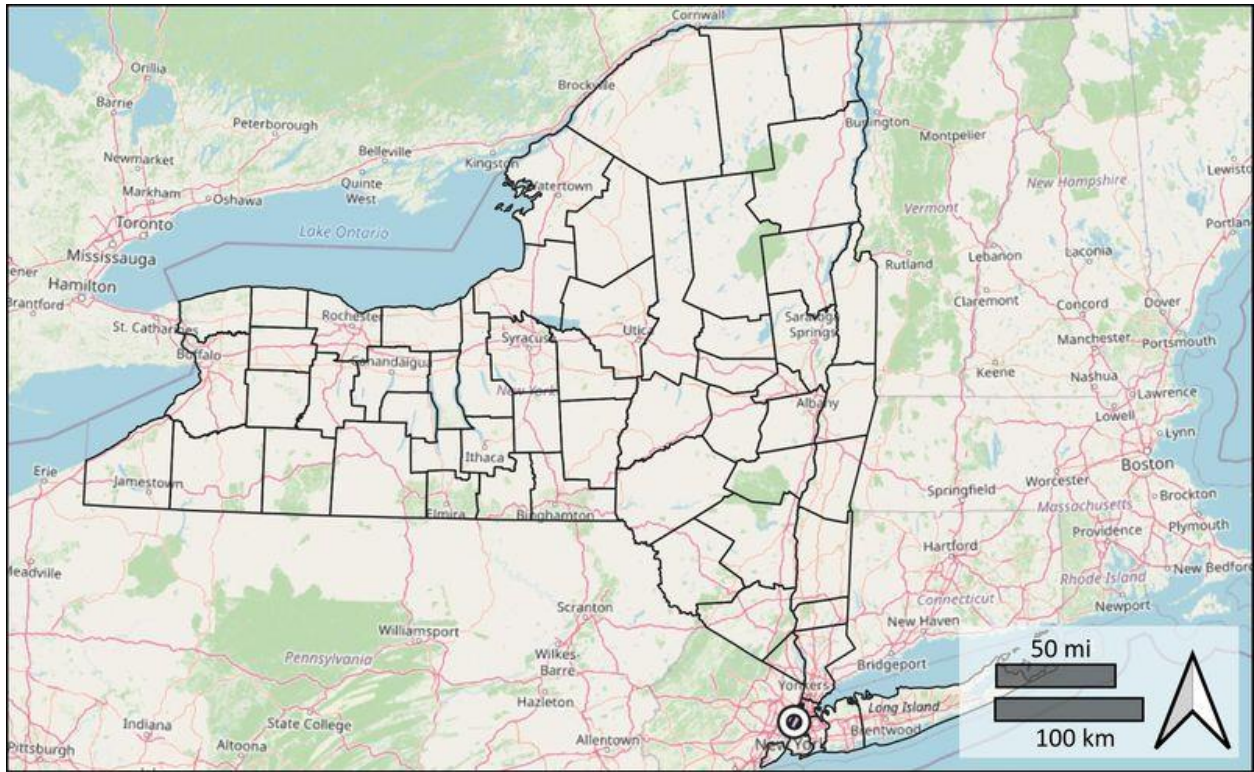 Cornwall
Orillia
Barrie
Brockville
Peterborough
Burlington
Montpelier
Belleville
Kingston
Newmarket
Quinte
West
Markham
Oshawa
Watertown
New Hampshire
Lewisto
Toronto
Lake Ontario
Vermont
Portlan
Mississauga
Rutland
Lebanon
Laconia
ener
Hamilton
Brantford
Claremont
Concord
Dover
St. Catharines
Rochester
Syracuse
Utica
Saratoga
Springs
Manchester
Portsmouth
Buffalo
Canandaigua
Keene
Nashua
New York
Lawrence
Albany
Lowell
Lynn
Ithaca
Boston
Erie
Jamestown
Worcester
Springfield
Brockton
Massachusetts
Elmira
Binghamton
Plymouth
Providence
Hartford
Meadville
New Bedfor
Rhode Island
Scranton
Connecticut
Newport
Williamsport
New Haven
Pennsylvania
Wilkes-
Barre
50 mi
Bridgeport
Yonkers
Hazleton
Long Island
Indiana
State College
Brentwood
New York
100 km
Pittsburgh
Altoona
Allentown